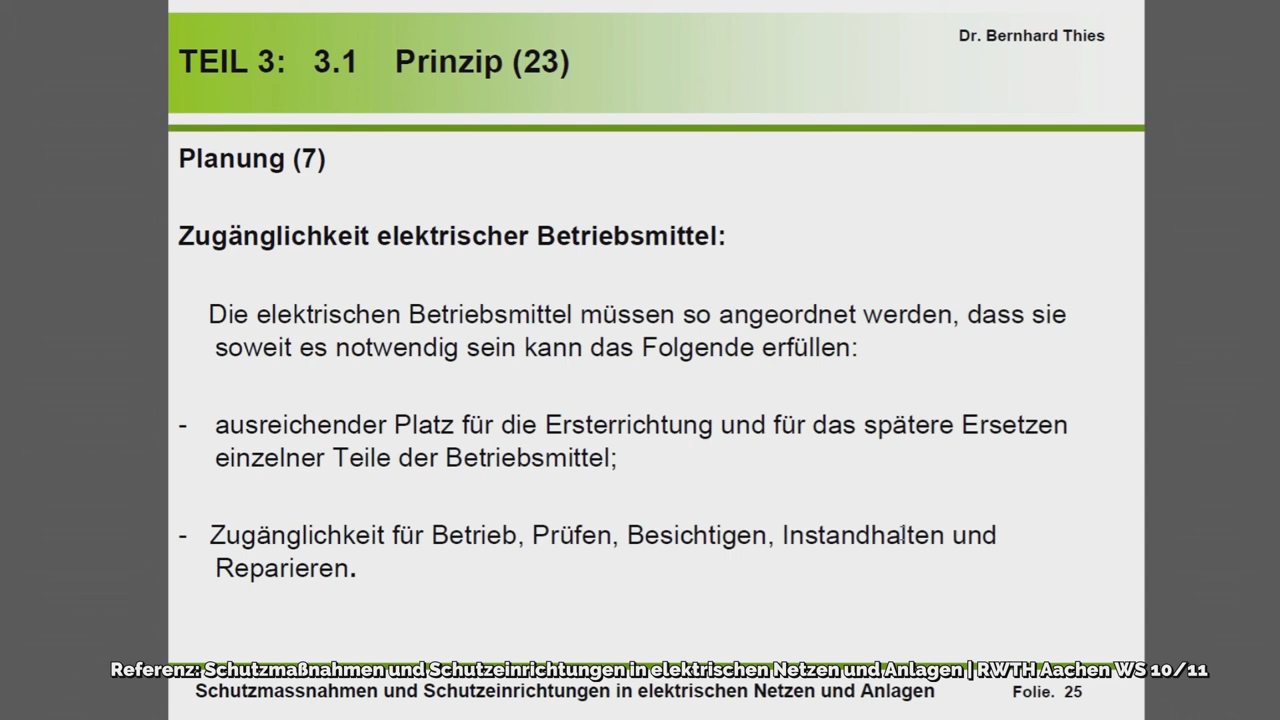 Dr. Bernhard Thies
TEIL 3: 3.1 Prinzip (23)
Planung (7)
Zugänglichkeit elektrischer Betriebsmittel:
Die elektrischen Betriebsmittel müssen so angeordnet werden, dass sie
soweit es notwendig sein kann das Folgende erfüllen:
- ausreichender Platz für die Ersterrichtung und für das spätere Ersetzen
einzelner Teile der Betriebsmittel;
- Zugänglichkeit für Betrieb, Prüfen, Besichtigen, Instandhalten und
Reparieren.
Referenz: Schutzmaßnahmen und Schutzeinrichtungen in elektrischen Netzen und Anlagen | RWTH Aachen WS 10/11
Schutzmassnahmen und Schutzeinrichtungen in elektrischen Netzen und Anlagen Folie. 25